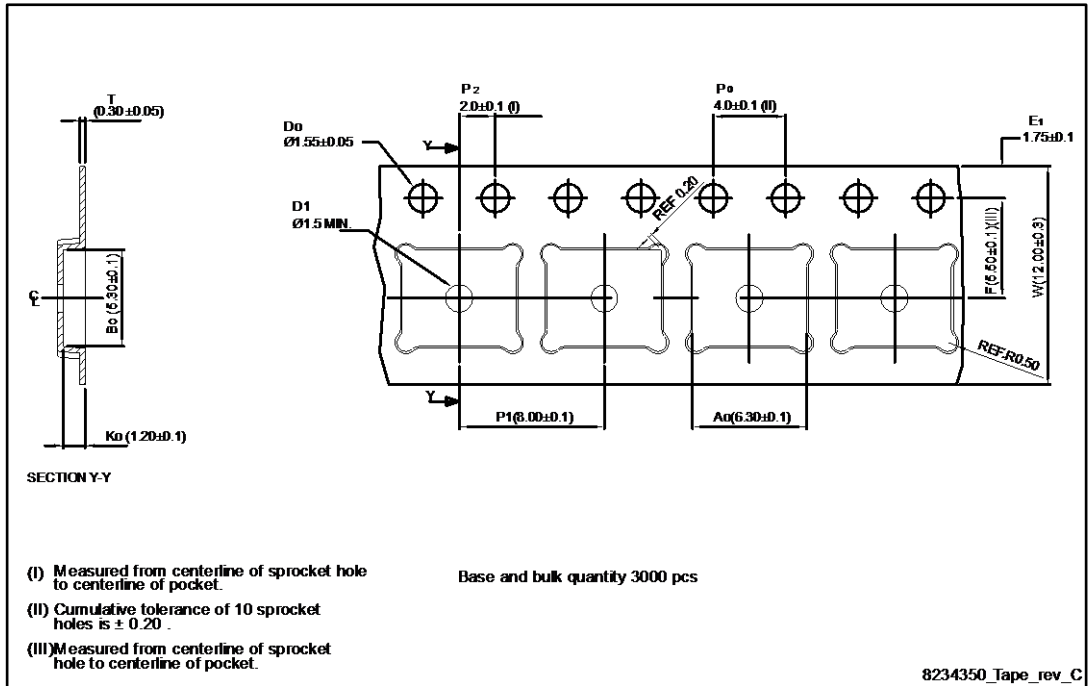 T
(0.30 ±0.05)
P2
2.0±0.1 (I)
Po
4.0±0.1 (II)
E1
1.75±0.1
Do
Ø1.55±0.05
Y
REF 0.20
D1
Ø1.5 MIN.
F(5.50±0.1)(III)
W(12.00±0.3)
CL
Bo (5.30±0.1)
REF.R0.50
Y
P1(8.00±0.1)
Ao(6.30±0.1)
Ko (1.20±0.1)
SECTION Y-Y
(I) Measured from centerline of sprocket hole
to centerline of pocket.
Base and bulk quantity 3000 pcs
(II) Cumulative tolerance of 10 sprocket
holes is ± 0.20 .
(III)Measured from centerline of sprocket
hole to centerline of pocket.
8234350_Tape_rev_C